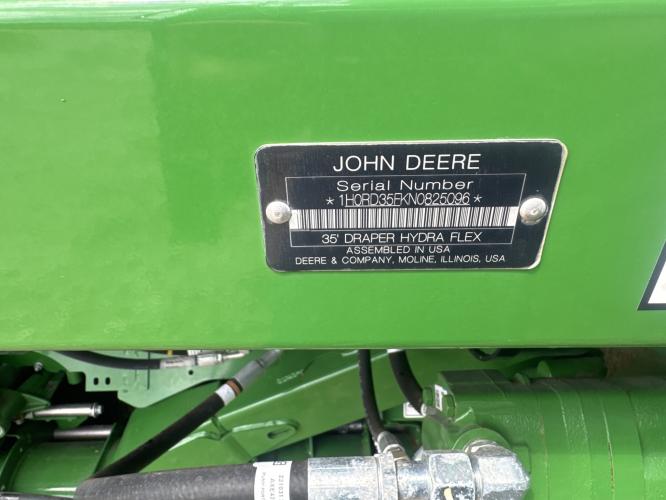 JOHN DEERE
Serial Number
* 1H0RD35FKN0825096 *
35' DRAPER HYDRA FLEX
ASSEMBLED IN USA
DEERE & COMPANY, MOLINE, ILLINOIS, USA